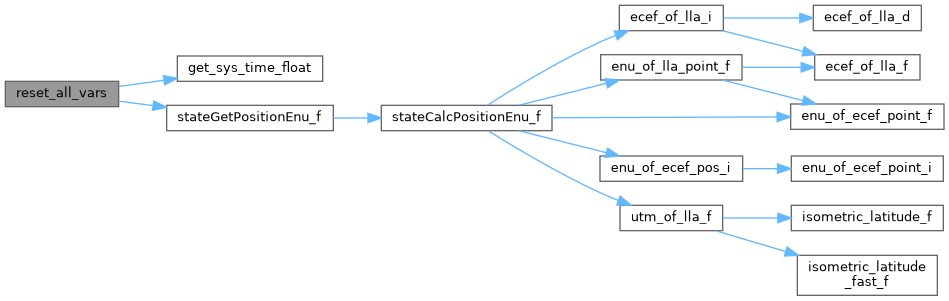 reset_all_vars
get_sys_time_float
stateGetPositionEnu_f
stateCalcPositionEnu_f
ecef_of_lla_i
enu_of_lla_point_f
enu_of_ecef_pos_i
utm_of_lla_f
ecef_of_lla_d
ecef_of_lla_f
enu_of_ecef_point_f
enu_of_ecef_point_i
isometric_latitude_f
isometric_latitude
_fast_f